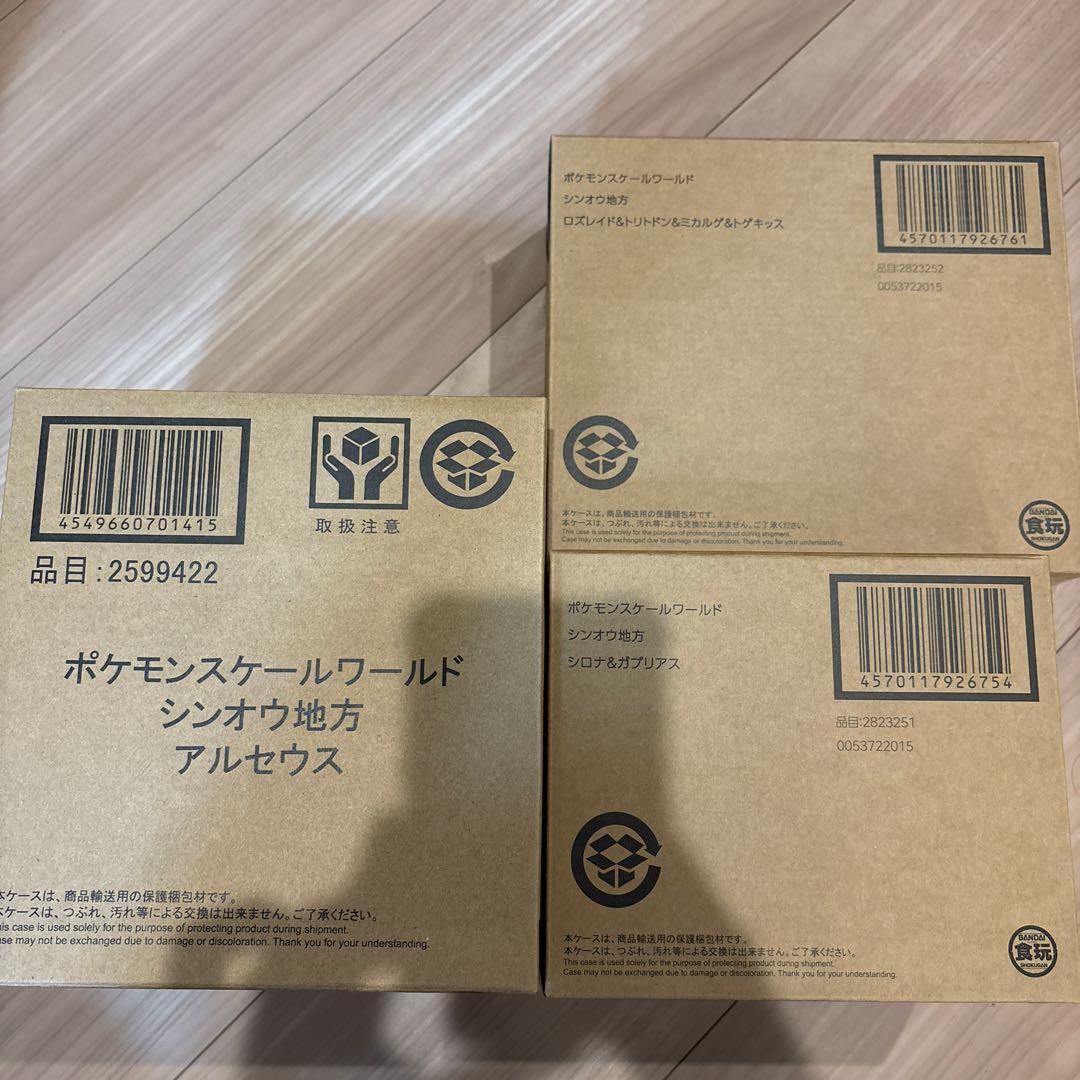 4549660701415
取扱注意
品目:2599422
ポケモンスケールワールド
シンオウ地方
アルセウス
本ケースは、商品輸送用の保護梱包材です。
本ケースは、つぶれ、汚れ等による交換は出来ません。ご了承ください。
his case is used solely for the purpose of protecting product during shipment.
ase may not be exchanged due to damage or discoloration. Thank you for your understanding.
ポケモンスケールワールド
シンオウ地方
ロズレイド&トリトドン&ミカルゲ&トゲキッス
4570117926761
品目:2823252
0053722015
本ケースは、商品輸送用の保護梱包材です。
本ケースは、つぶれ、汚れ等による交換は出来ません。ご了承ください。
This case is used solely for the purpose of protecting product during shipment.
Case may not be exchanged due to damage or discoloration. Thank you for your understanding.
BANDAI
食玩
SHOKUGAN
ポケモンスケールワールド
シンオウ地方
シロナ&ガブリアス
4570117926754
品目:2823251
0053722015
本ケースは、商品輸送用の保護梱包材です。
本ケースは、つぶれ、汚れ等による交換は出来ません。ご了承ください。
This case is used solely for the purpose of protecting product during shipment.
Case may not be exchanged due to damage or discoloration. Thank you for your understanding.
BANDAI
食玩
SHOKUGAN